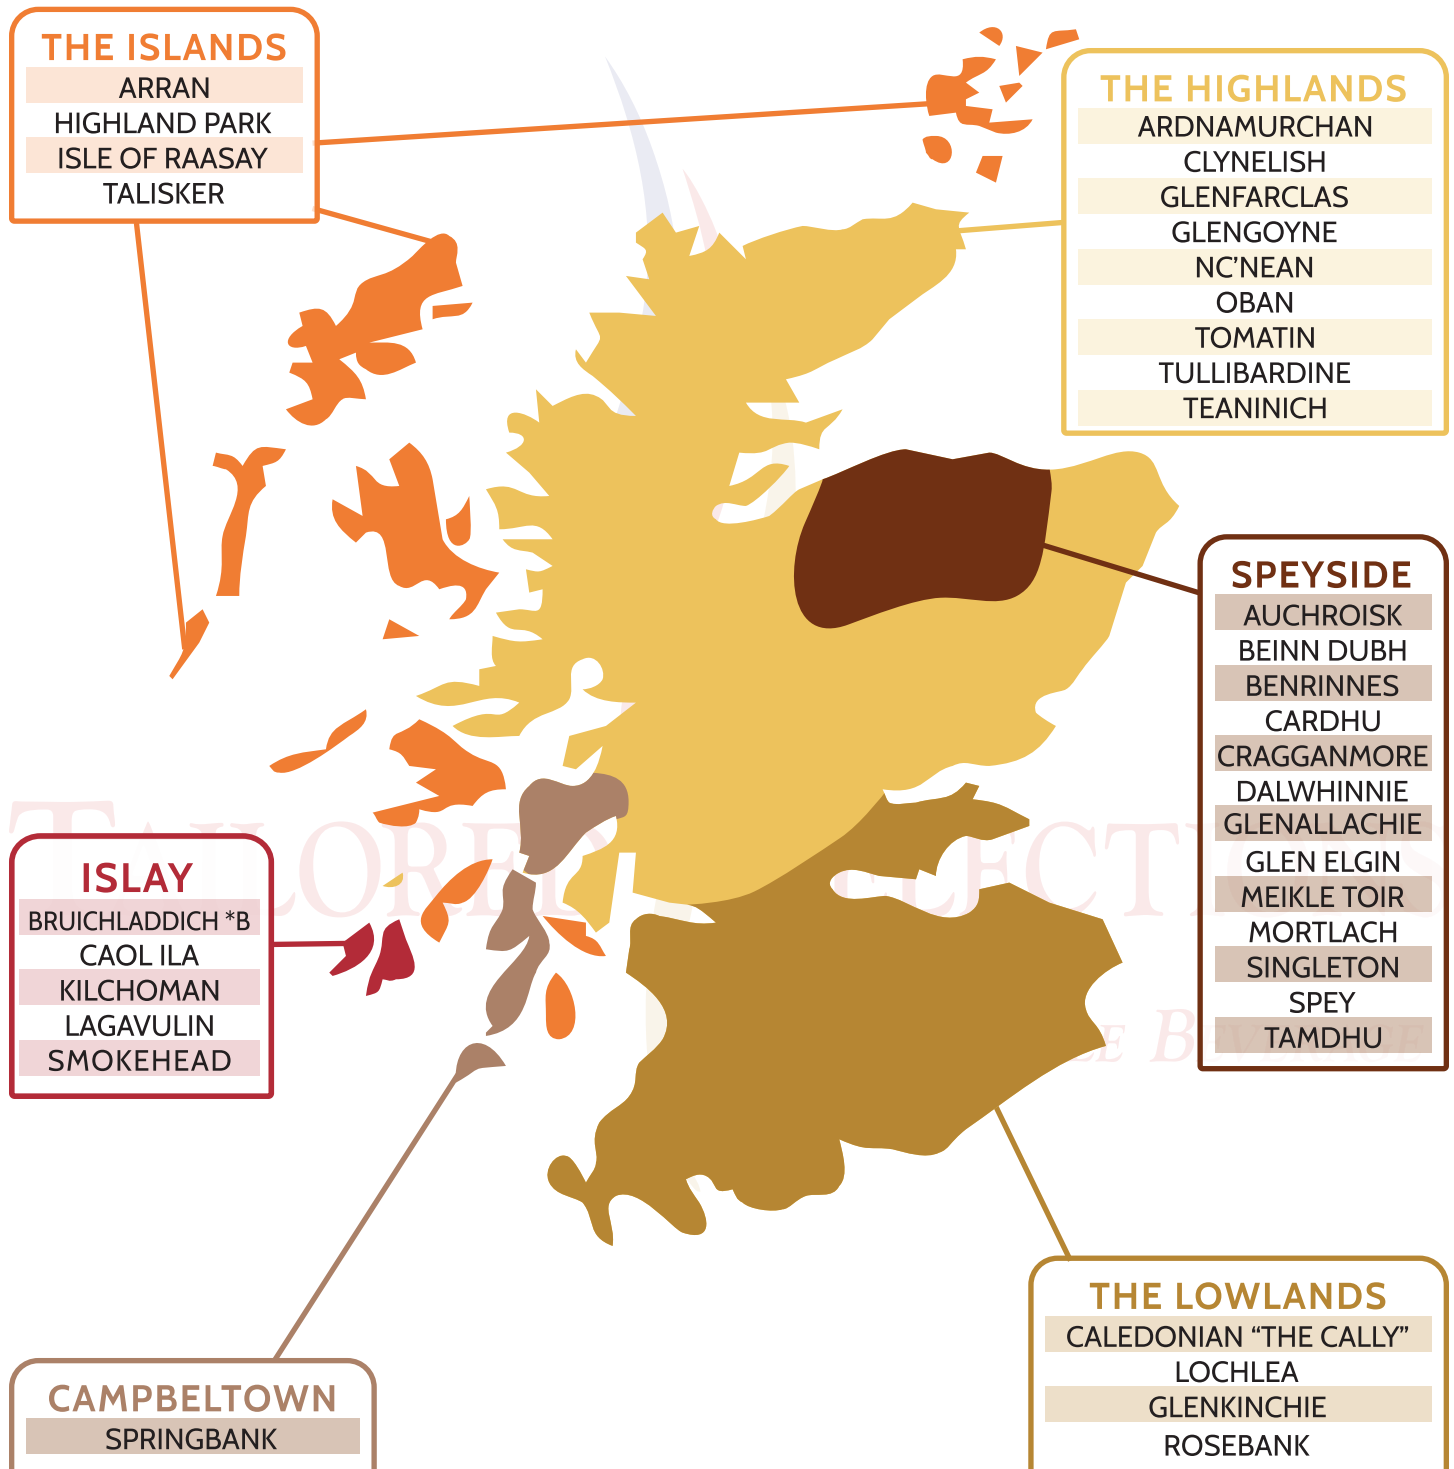 THE ISLANDS
ARRAN
HIGHLAND PARK
ISLE OF RAASAY
TALISKER
THE HIGHLANDS
ARDNAMURCHAN
CLYNELISH
GLENFARCLAS
GLENGOYNE
NC’NEAN
OBAN
TOMATIN
TULLIBARDINE
TEANINICH
SPEYSIDE
AUCHROISK
BEINN DUBH
BENRINNES
CARDHU
CRAGGANMORE
DALWHINNIE
GLENALLACHIE
GLEN ELGIN
MEIKLE TOIR
MORTLACH
SINGLETON
SPEY
TAMDHU
ISLAY
BRUICHLADDICH *B
CAOL ILA
KILCHOMAN
LAGAVULIN
SMOKEHEAD
CAMPBELTOWN
SPRINGBANK
THE LOWLANDS
CALEDONIAN “THE CALLY”
LOCHLEA
GLENKINCHIE
ROSEBANK